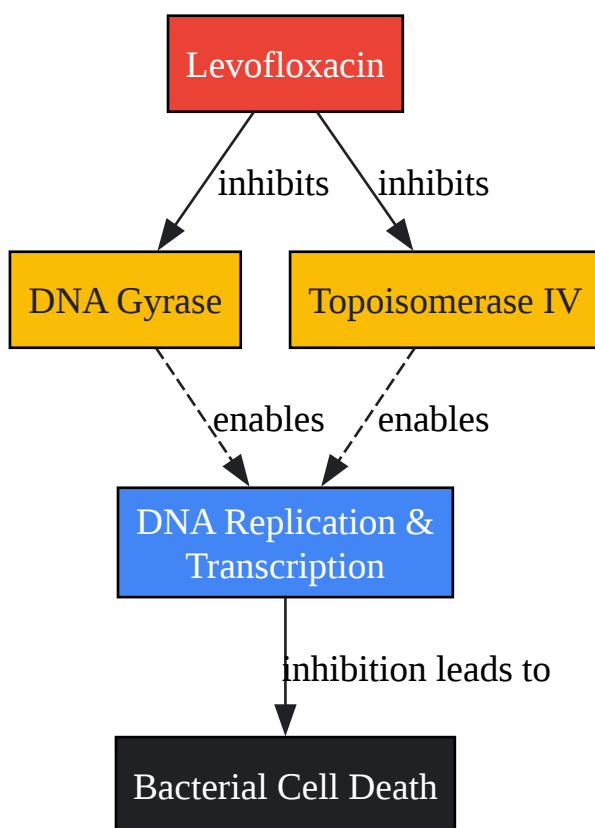 Levofloxacin
inhibits
inhibits
DNA Gyrase
Topoisomerase IV
enables
enables
DNA Replication &
Transcription
inhibition leads to
Bacterial Cell Death